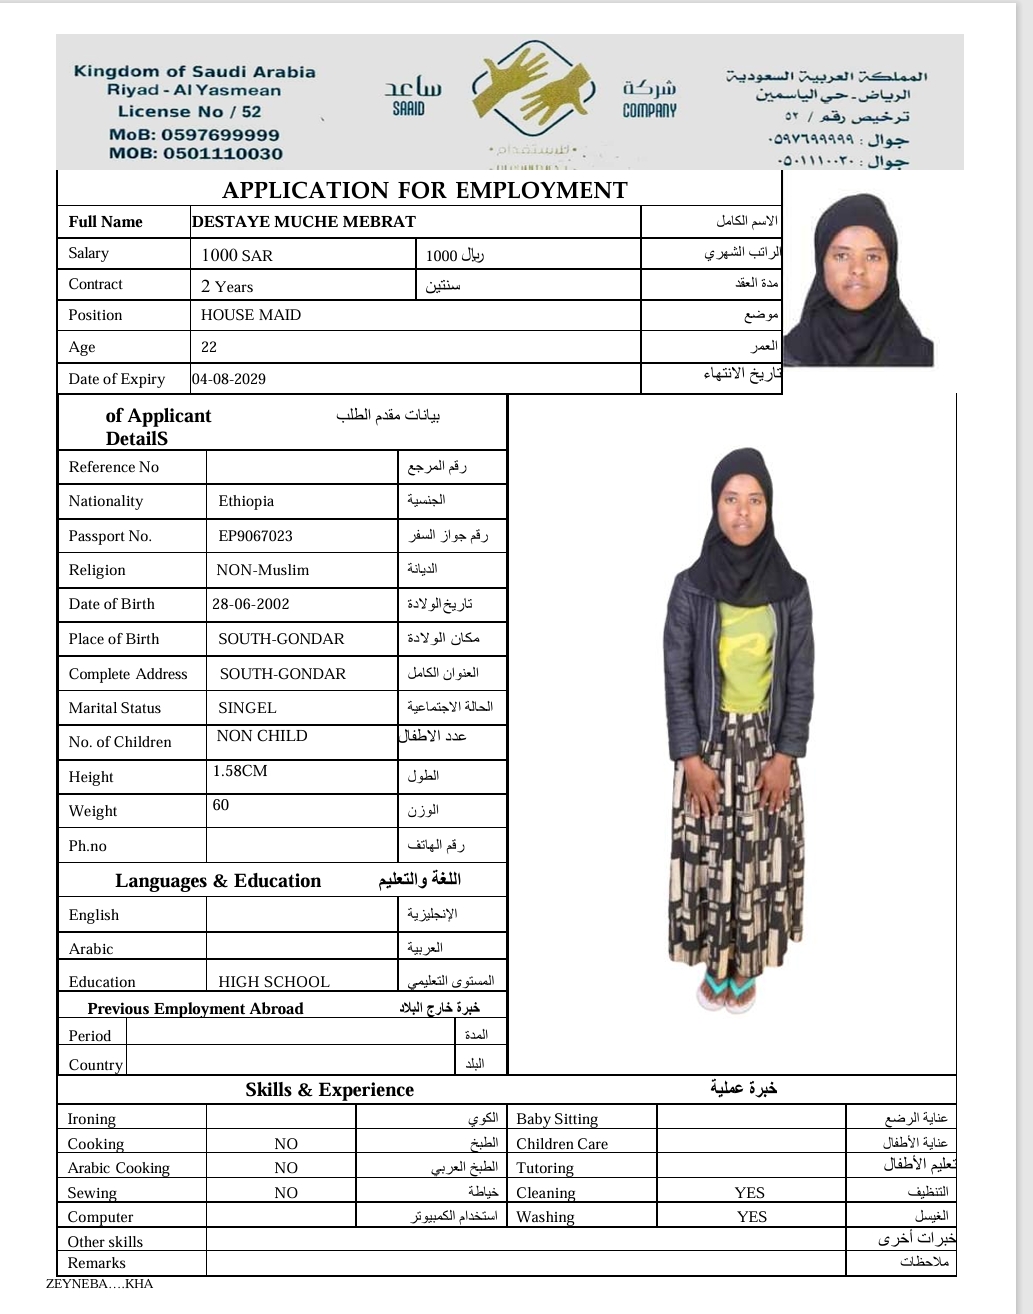 Kingdom of Saudi Arabia
Riyad - Al Yasmean
License No / 52
MoB: 0597699999
MOB: 0501110030
ساعد
SAAID
شركة
COMPANY
للاستقدام
المملكة العربية السعودية
الرياض - حي الياسمين
ترخيص رقم / ٥٢
جوال : ٠٥٩٧٦٩٩٩٩٩
جوال : ٠٥٠١١١٠٠٣٠
APPLICATION FOR EMPLOYMENT
Full Name DESTAYE MUCHE MEBRAT الاسم الكامل
Salary 1000 SAR 1000 ريال الراتب الشهري
Contract 2 Years سنتين مدة العقد
Position HOUSE MAID موضع
Age 22 العمر
Date of Expiry 04-08-2029 تاريخ الانتهاء
of Applicant بيانات مقدم الطلب
DetailS
Reference No رقم المرجع
Nationality Ethiopia الجنسية
Passport No. EP9067023 رقم جواز السفر
Religion NON-Muslim الديانة
Date of Birth 28-06-2002 تاريخ الولادة
Place of Birth SOUTH-GONDAR مكان الولادة
Complete Address SOUTH-GONDAR العنوان الكامل
Marital Status SINGEL الحالة الاجتماعية
No. of Children NON CHILD عدد الاطفال
Height 1.58CM الطول
Weight 60 الوزن
Ph.no رقم الهاتف
Languages & Education اللغة والتعليم
English الإنجليزية
Arabic العربية
Education HIGH SCHOOL المستوى التعليمي
Previous Employment Abroad خبرة خارج البلاد
Period المدة
Country البلد
Skills & Experience خبرة عملية
Ironing الكوي Baby Sitting عناية الرضع
Cooking NO الطبخ Children Care عناية الأطفال
Arabic Cooking NO الطبخ العربي Tutoring تعليم الأطفال
Sewing NO خياطة Cleaning YES التنظيف
Computer استخدام الكمبيوتر Washing YES الغيسل
Other skills خبرات أخرى
Remarks ملاحظات
ZEYNEBA….KHA